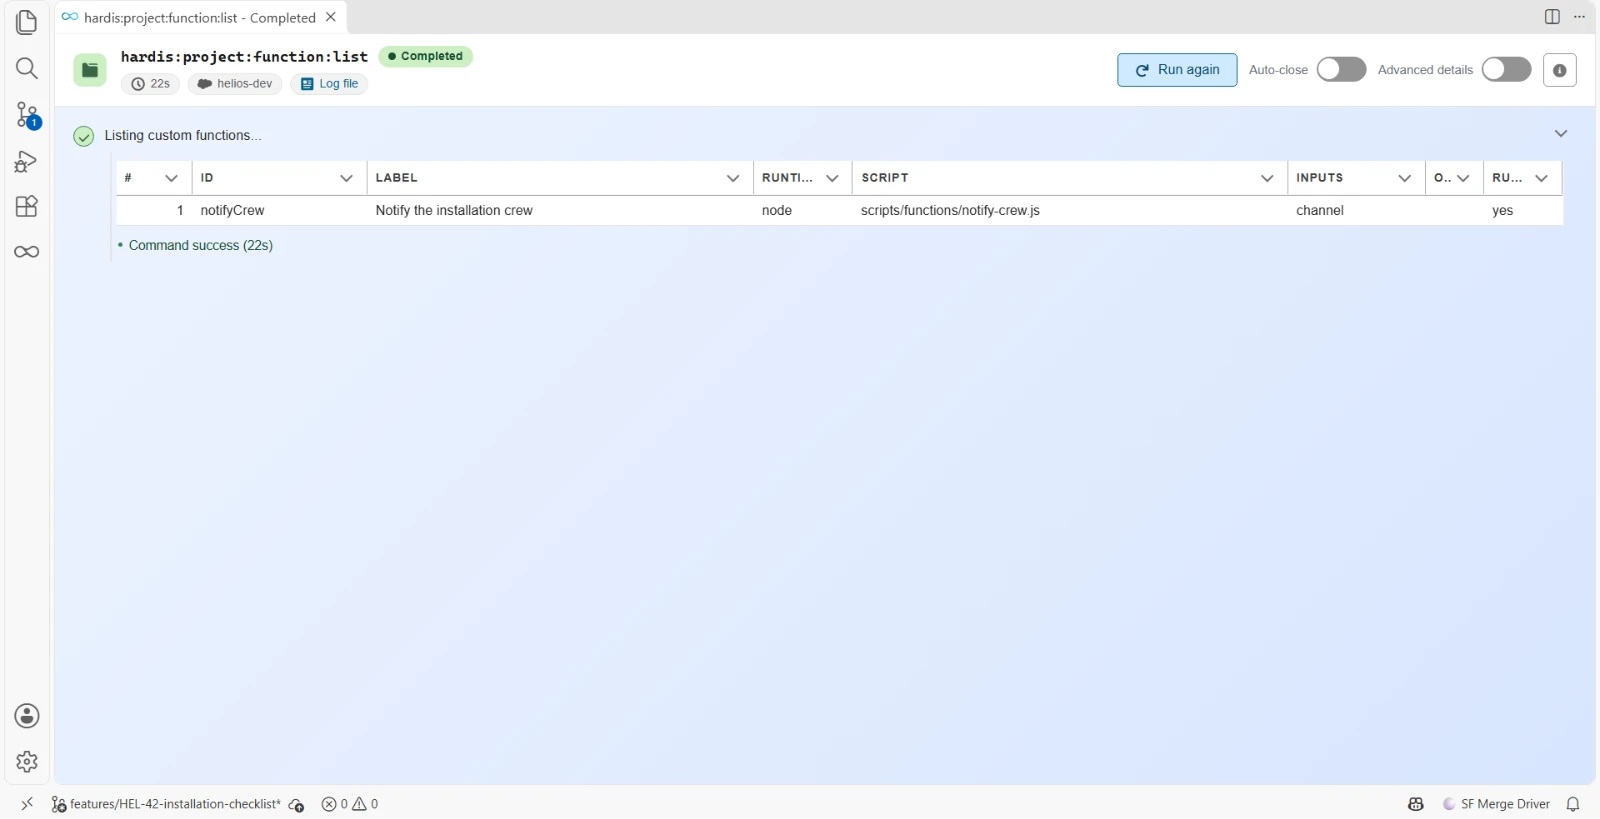 hardis:project:function:list - Completed
hardis:project:function:list
Completed
22s
helios-dev
Log file
Run again
Auto-close
Advanced details
1
Listing custom functions...
# ID LABEL RUNTI... SCRIPT INPUTS O.. RU...
1 notifyCrew Notify the installation crew node scripts/functions/notify-crew.js channel yes
Command success (22s)
features/HEL-42-installation-checklist* 0 0 SF Merge Driver